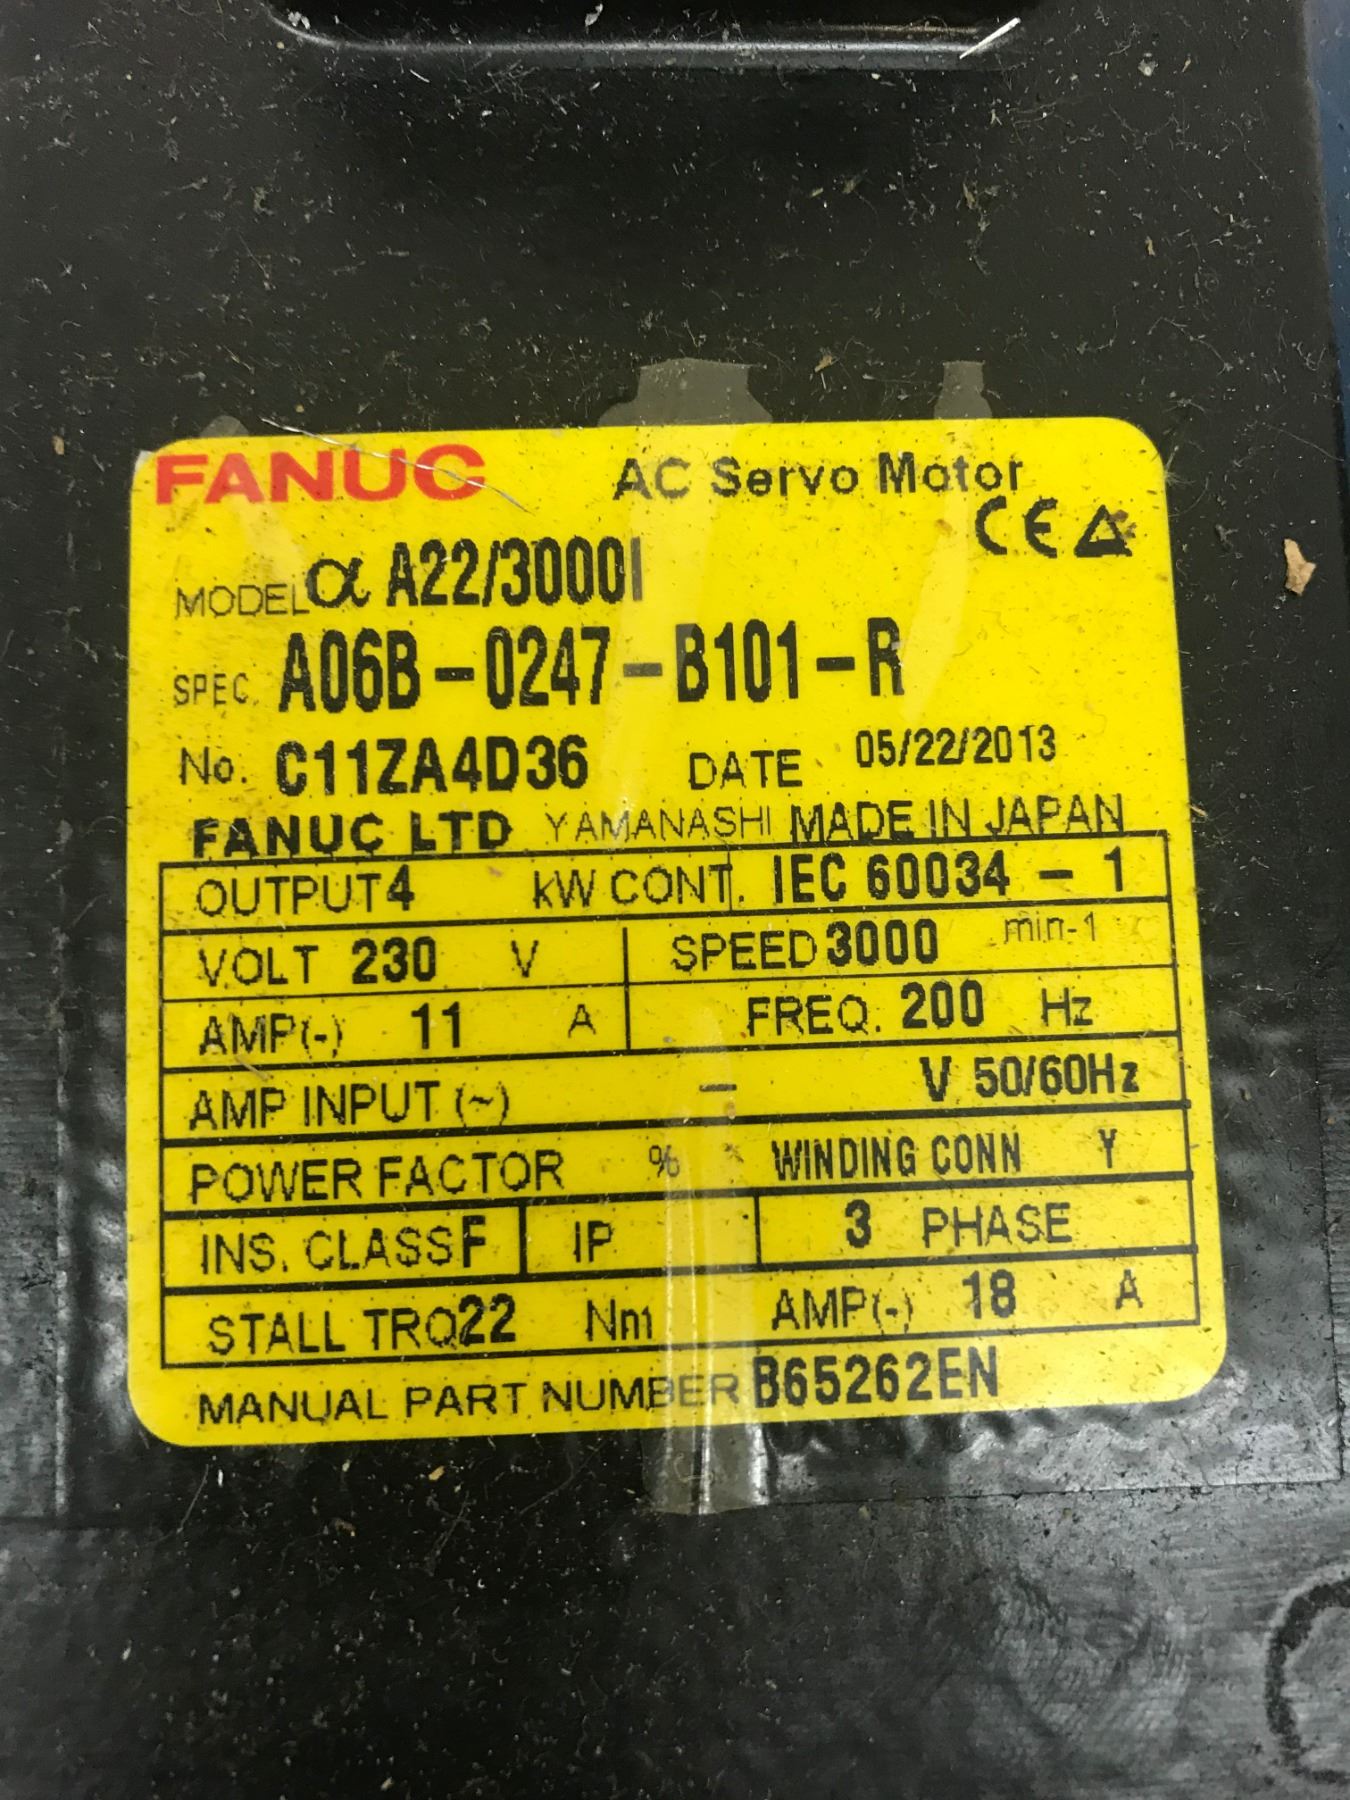 FANUC AC Servo Motor
CE
MODEL α A22/3000I
SPEC. A06B-0247-B101-R
No. C11ZA4D36 DATE 05/22/2013
FANUC LTD YAMANASHI MADE IN JAPAN
OUTPUT 4 kW CONT. IEC 60034-1
VOLT 230 V SPEED 3000 min-1
AMP(-) 11 A FREQ. 200 Hz
AMP INPUT (~) - V 50/60Hz
POWER FACTOR % WINDING CONN Y
INS. CLASS F IP 3 PHASE
STALL TRQ 22 Nm AMP(-) 18 A
MANUAL PART NUMBER B65262EN